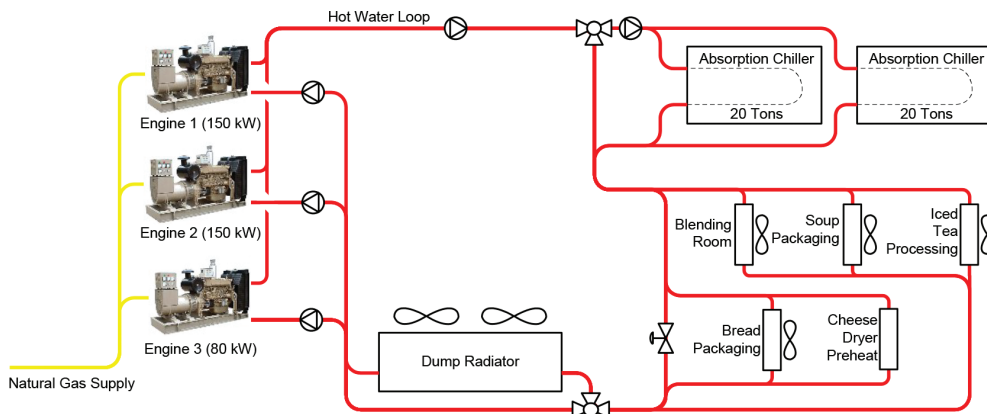 Hot Water Loop
Absorption Chiller
20 Tons
Absorption Chiller
20 Tons
Engine 1 (150 kW)
Engine 2 (150 kW)
Engine 3 (80 kW)
Natural Gas Supply
Dump Radiator
Blending
Room
Soup
Packaging
Iced
Tea
Processing
Bread
Packaging
Cheese
Dryer
Preheat